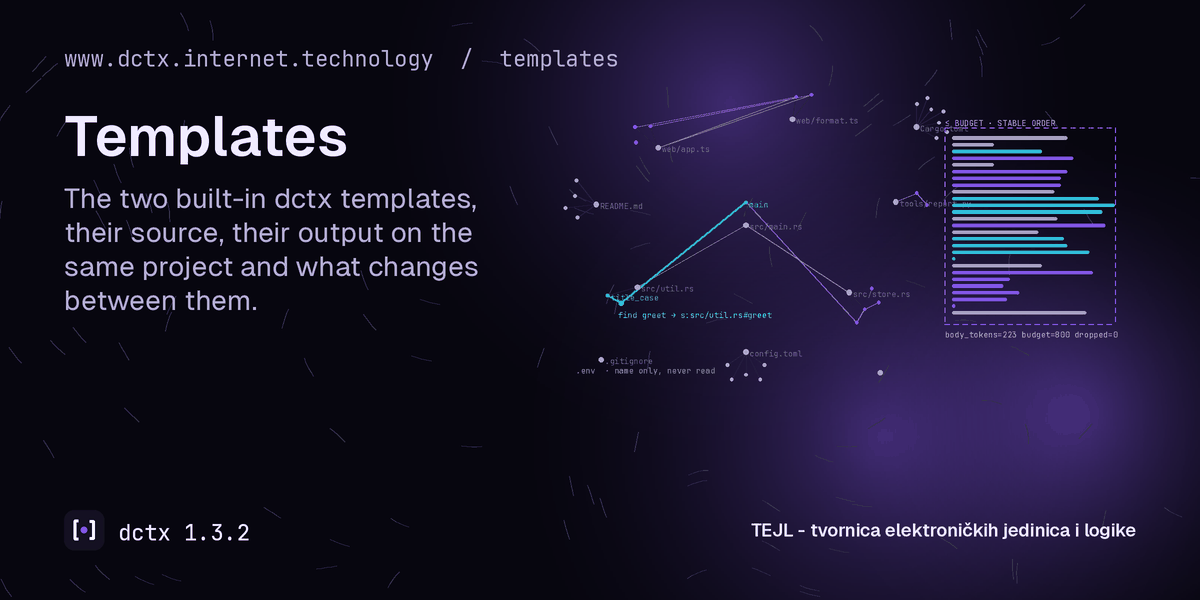 www.dctx.internet.technology / templates
Templates
The two built-in dctx templates,
their source, their output on the
same project and what changes
between them.
web/format.ts
web/app.ts
BUDGET · STABLE ORDER
README.md
main
src/main.rs
src/util.rs
title_case
src/store.rs
find greet → s:src/util.rs#greet
body_tokens=223 budget=800 dropped=0
.gitignore
config.toml
.env · name only, never read
dctx 1.3.2
TEJL - tvornica elektroničkih jedinica i logike